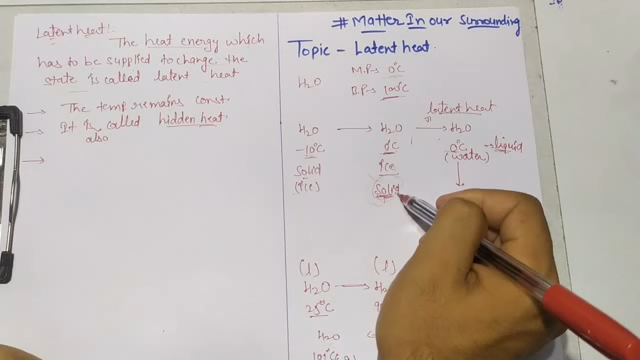 Latent heat:
The heat energy which
has to be supplied to change the
state is called latent heat
→ The temp remains const.
→ It is called hidden heat.
also
→
# Matter In our Surrounding
Topic - Latent heat.
H2O M.P → 0°C
B.P → 100°C
latent heat
H2O → H2O → H2O
-10°C 0°C 0°C → liquid
Solid Ice (water)
(Ice) Solid
(l) (l)
H2O →
25°C
H2O